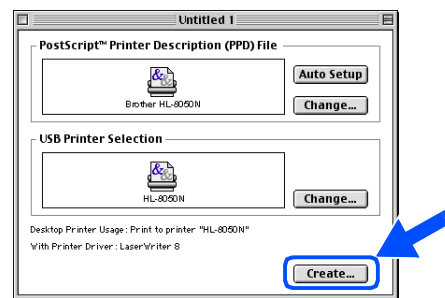 Untitled 1
PostScript™ Printer Description (PPD) File
Auto Setup
Brother HL-8050N
Change...
USB Printer Selection
HL-8050N
Change...
Desktop Printer Usage: Print to printer "HL-8050N"
With Printer Driver: LaserWriter 8
Create...